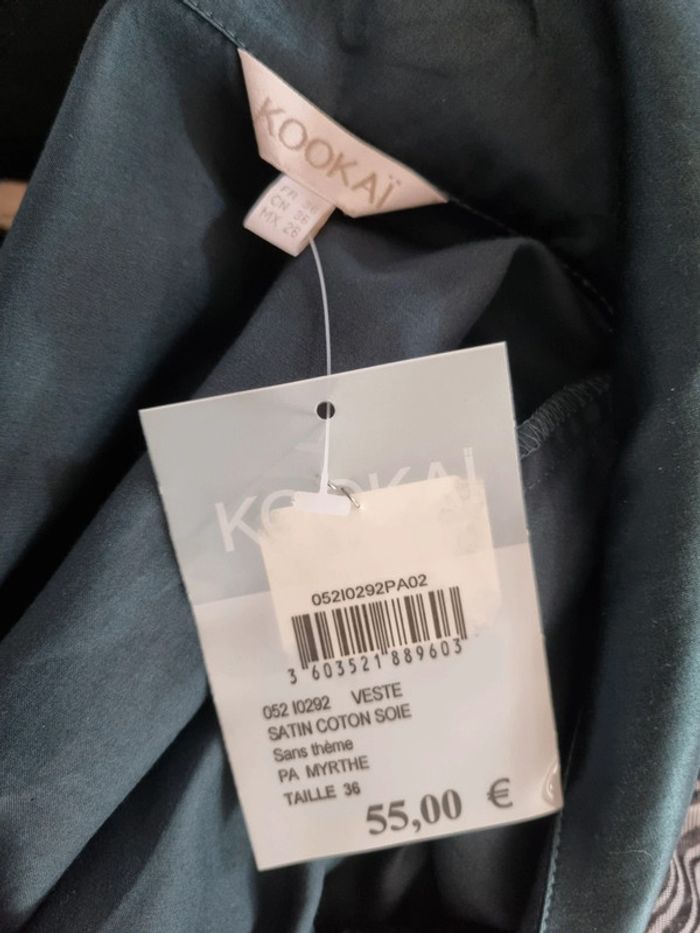 KOOKAÏ
FR 36
CN 36
MX 26
KOOKAÏ
052I0292PA02
3 603521 889603
052 I0292 VESTE
SATIN COTON SOIE
Sans thème
PA MYRTHE
TAILLE 36
55,00 €